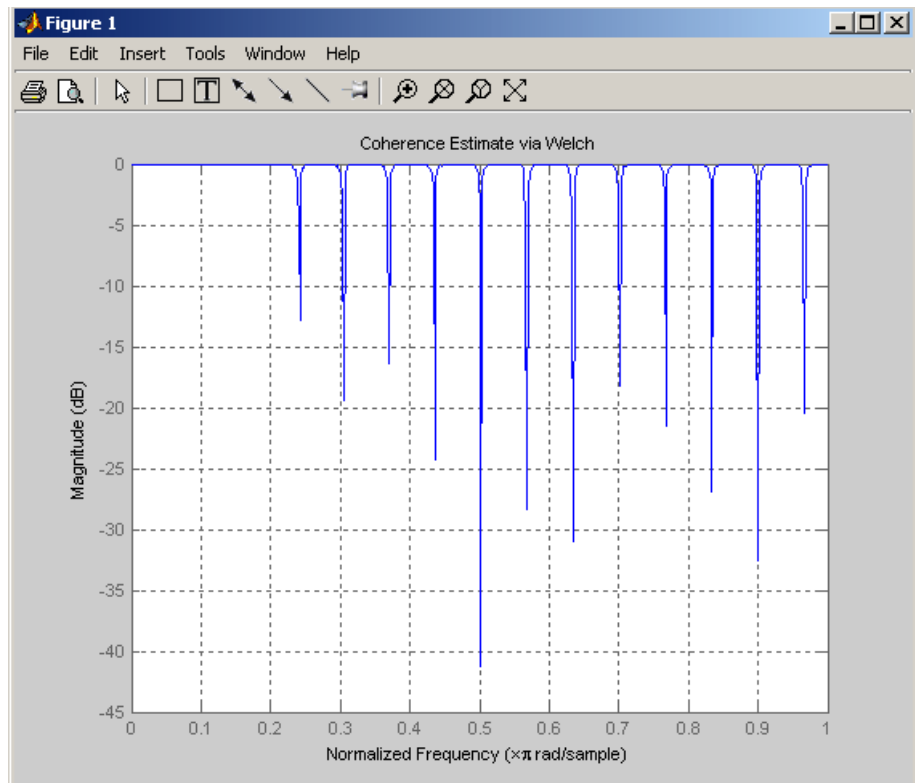 Figure 1
File Edit Insert Tools Window Help
T
Coherence Estimate via Welch
Magnitude (dB)
0
-5
-10
-15
-20
-25
-30
-35
-40
-45
0 0.1 0.2 0.3 0.4 0.5 0.6 0.7 0.8 0.9 1
Normalized Frequency (×π rad/sample)